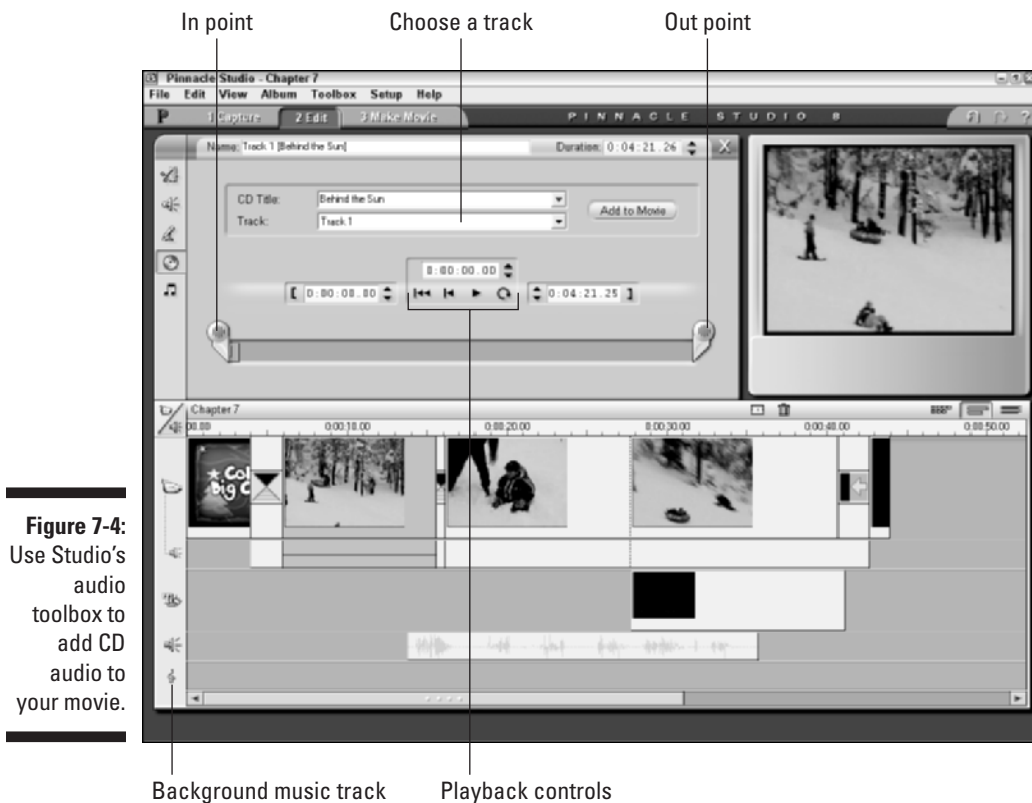 In point Choose a track Out point
Pinnacle Studio - Chapter 7
File Edit View Album Toolbox Setup Help
P 1 Capture 2 Edit 3 Make Movie PINNACLE STUDIO 8 ?
Name: Track 1 [Behind the Sun] Duration: 0:04:21.26 X
CD Title: Behind the Sun
Track: Track 1
Add to Movie
0:00:00.00
[ 0:00:00.00 0:04:21.25 ]
Chapter 7
00.00 0:00:10.00 0:00:20.00 0:00:30.00 0:00:40.00 0:00:50.00
Figure 7-4:
Use Studio's
audio
toolbox to
add CD
audio to
your movie.
Background music track Playback controls